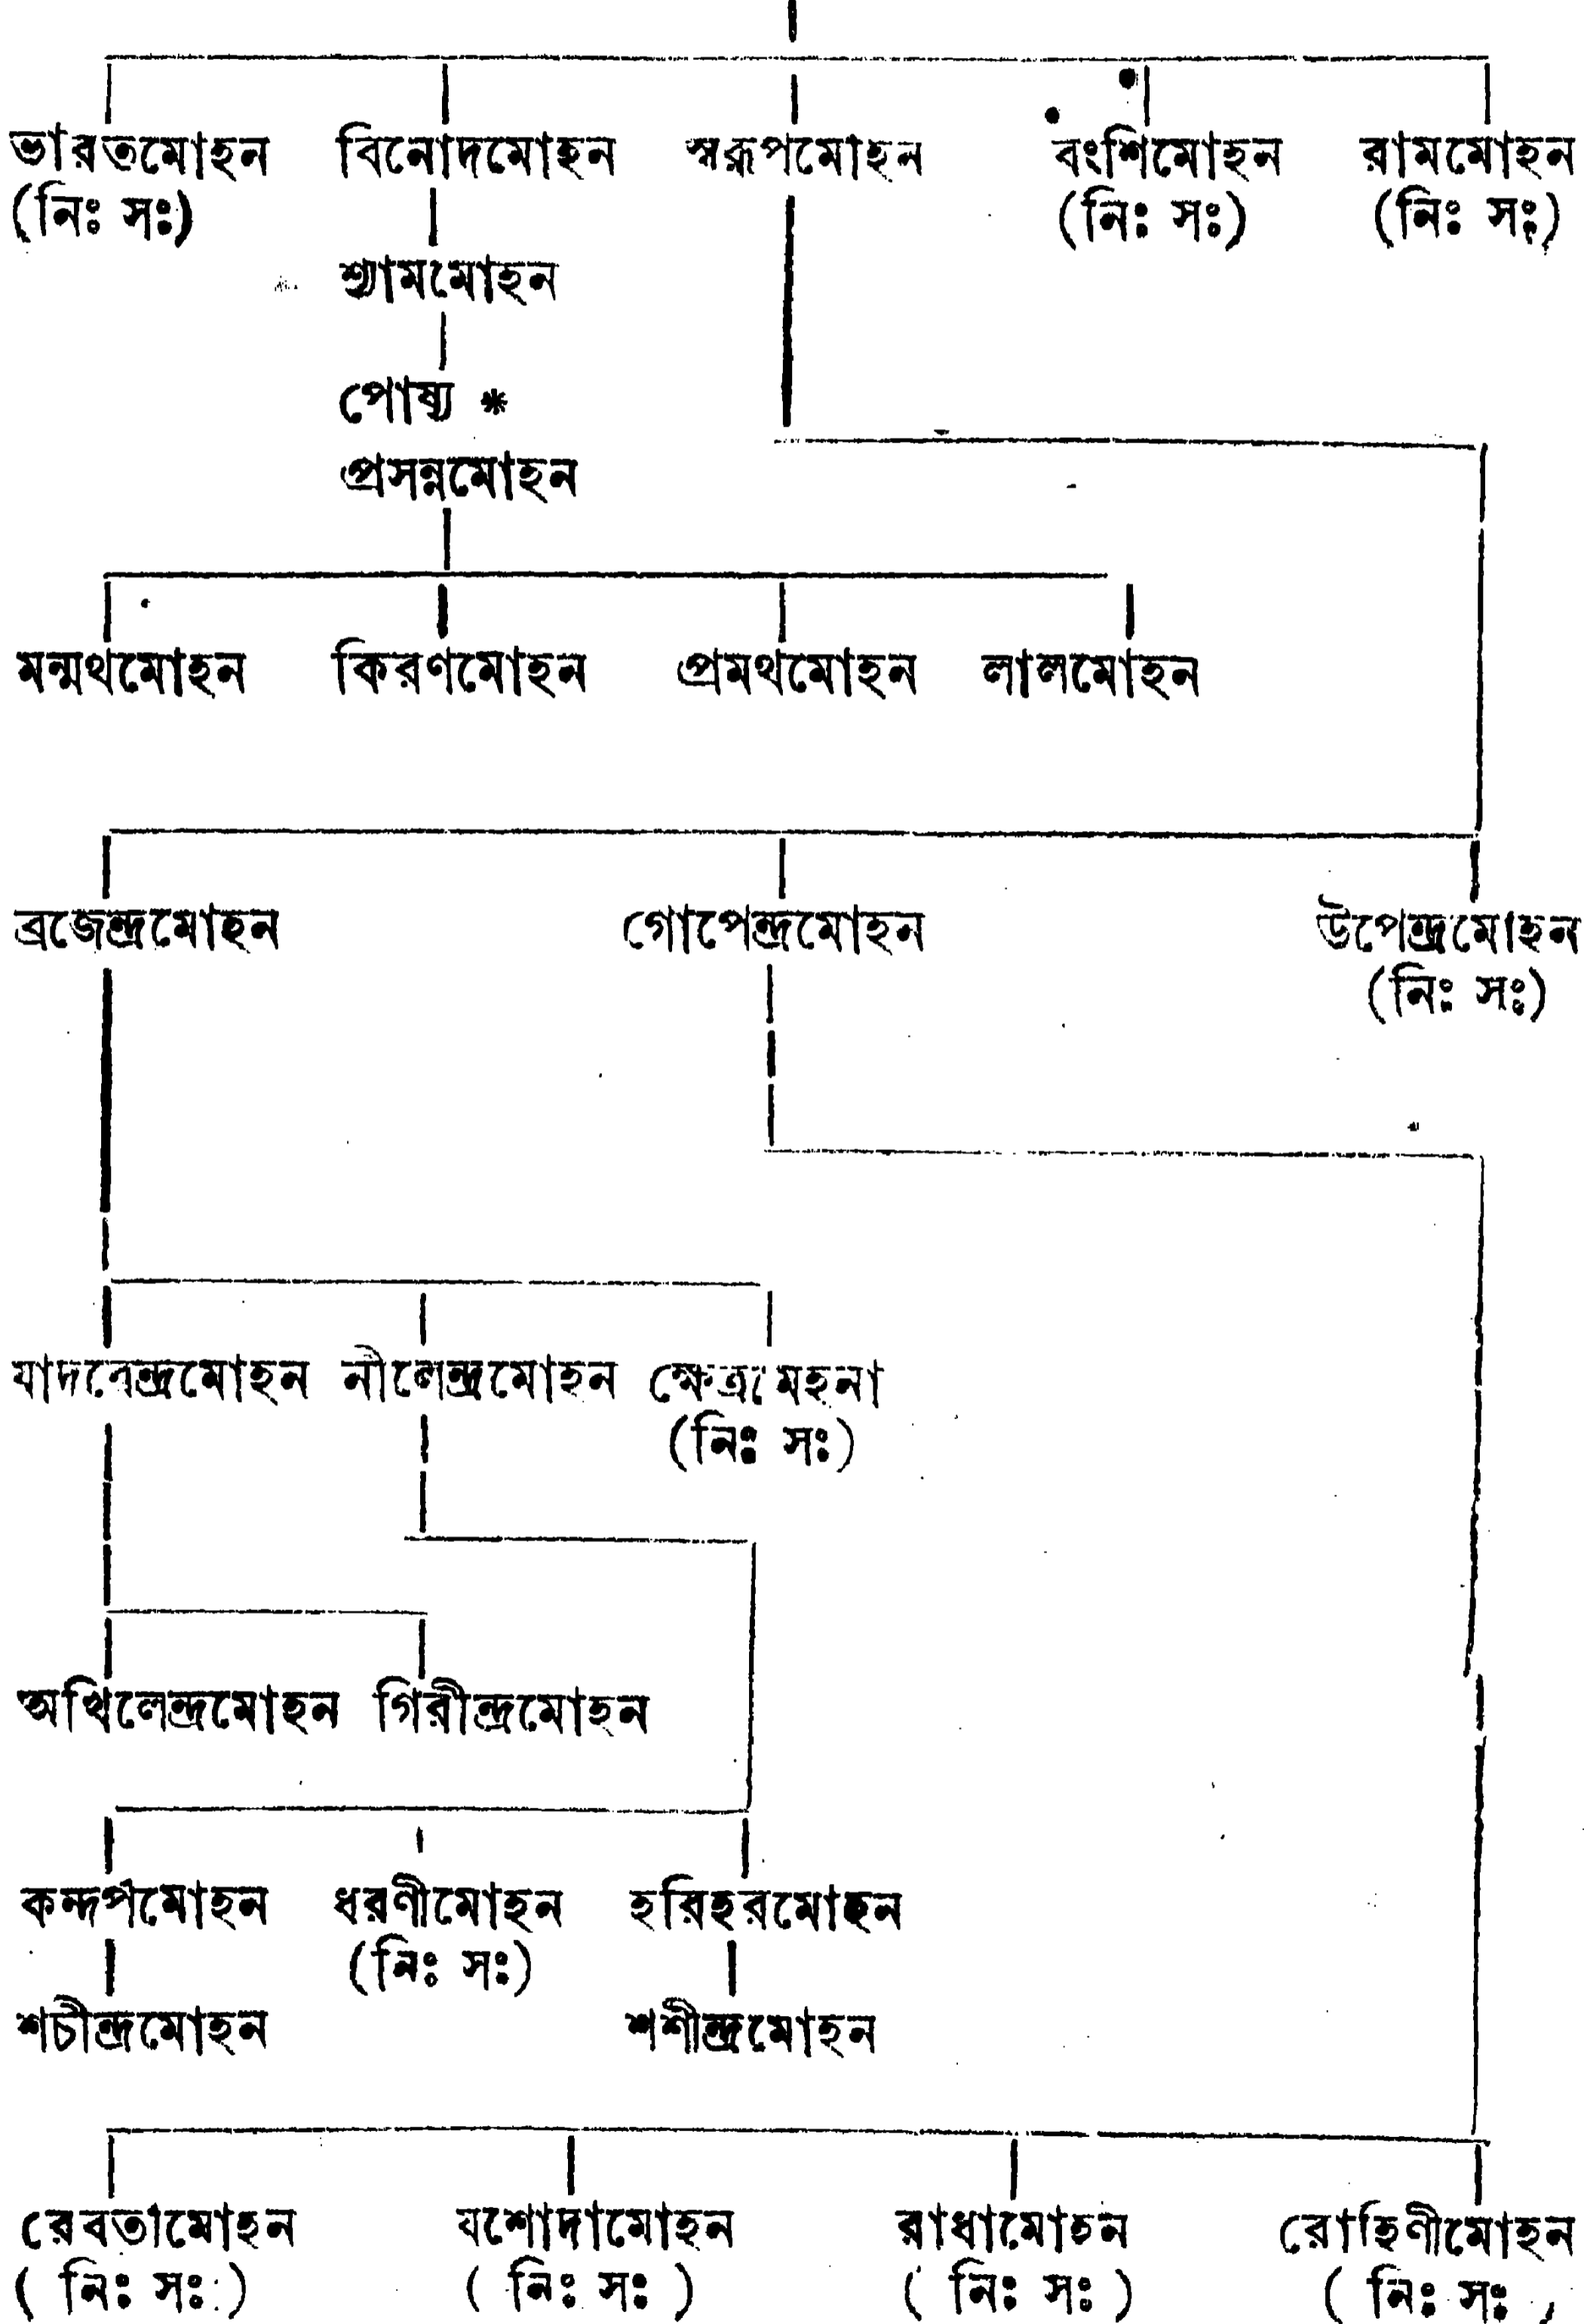 ভারতমোহন বিনোদমোহন স্বরূপমোহন বংশিমোহন রামমোহন
(নিঃ সঃ) (নিঃ সঃ) (নিঃ সঃ)
শ্যামমোহন
পোষ্য *
প্রসন্নমোহন
মন্মথমোহন কিরণমোহন প্রমথমোহন লালমোহন
ব্রজেন্দ্রমোহন গোপেন্দ্রমোহন উপেন্দ্রমোহন
(নিঃ সঃ)
যাদবেন্দ্রমোহন নীলেন্দ্রমোহন ক্ষেত্রমেহনা
(নিঃ সঃ)
অখিলেন্দ্রমোহন গিরীন্দ্রমোহন
কন্দর্পমোহন ধরণীমোহন হরিহরমোহন
(নিঃ সঃ)
শচীন্দ্রমোহন শশীন্দ্রমোহন
রেবতীমোহন যশোদামোহন রাধামোহন রোহিণীমোহন
( নিঃ সঃ ) ( নিঃ সঃ ) ( নিঃ সঃ ) ( নিঃ সঃ )